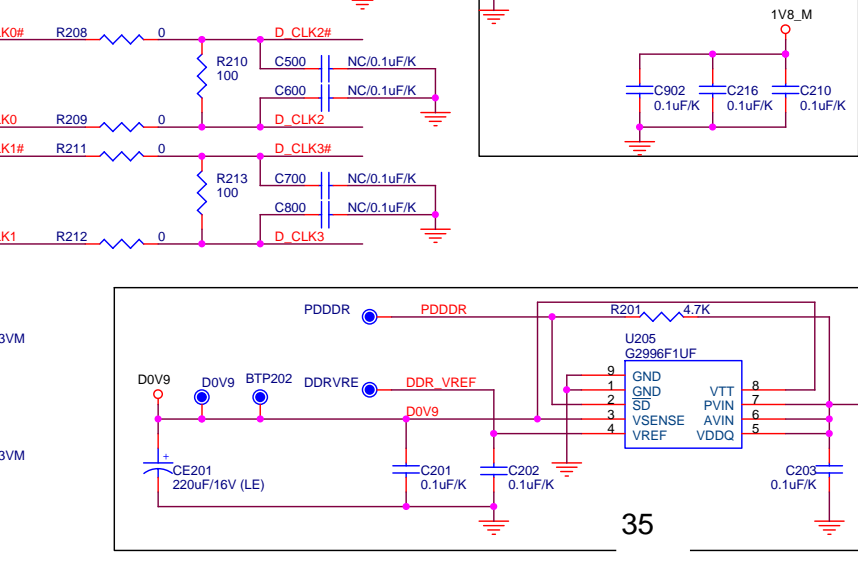 1V8_M
LK0# R208 0 D_CLK2#
R210
100
C500 NC/0.1uF/K
C600 NC/0.1uF/K
LK0 R209 0 D_CLK2
LK1# R211 0 D_CLK3#
R213
100
C700 NC/0.1uF/K
C800 NC/0.1uF/K
LK1 R212 0 D_CLK3
C902 C216 C210
0.1uF/K 0.1uF/K 0.1uF/K
3VM
3VM
PDDDR PDDDR R201 4.7K
U205
G2996F1UF
D0V9 D0V9 BTP202 DDRVRE DDR_VREF
D0V9
9 GND
1 GND VTT 8
2 SD PVIN 7
3 VSENSE AVIN 6
4 VREF VDDQ 5
+
CE201
220uF/16V (LE)
C201
0.1uF/K
C202
0.1uF/K
C203
0.1uF/K
35